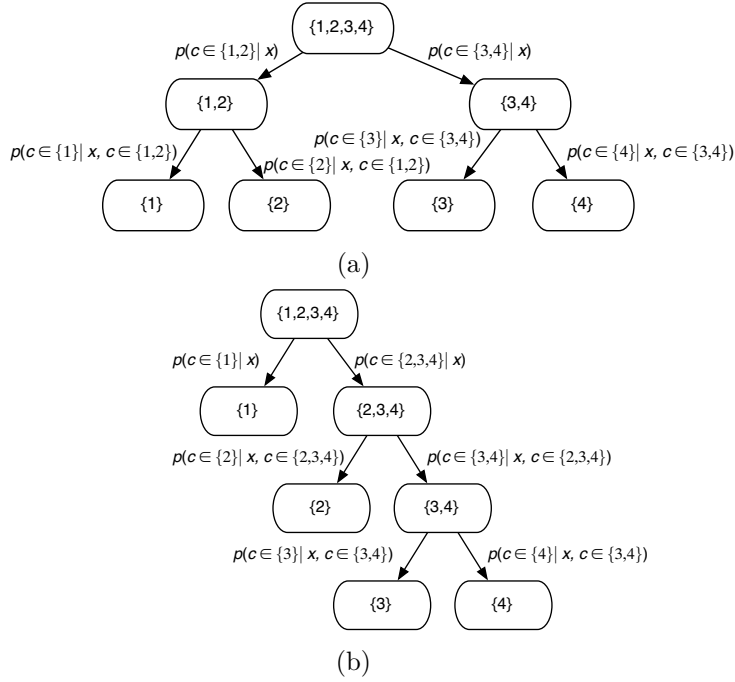 {1,2,3,4}
p(c ∈ {1,2}| x)
p(c ∈ {3,4}| x)
{1,2}
{3,4}
p(c ∈ {1}| x, c ∈ {1,2})
p(c ∈ {2}| x, c ∈ {1,2})
p(c ∈ {3}| x, c ∈ {3,4})
p(c ∈ {4}| x, c ∈ {3,4})
{1}
{2}
{3}
{4}
(a)
{1,2,3,4}
p(c ∈ {1}| x)
p(c ∈ {2,3,4}| x)
{1}
{2,3,4}
p(c ∈ {2}| x, c ∈ {2,3,4})
p(c ∈ {3,4}| x, c ∈ {2,3,4})
{2}
{3,4}
p(c ∈ {3}| x, c ∈ {3,4})
p(c ∈ {4}| x, c ∈ {3,4})
{3}
{4}
(b)